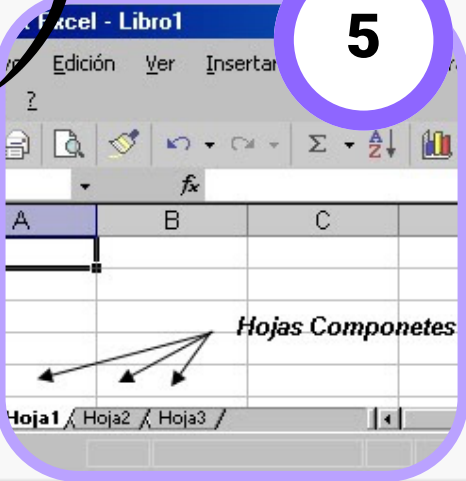 Excel - Libro1
5
Edición Ver Insertar
?
Σ A Z
fx
A B C
Hojas Componetes
Hoja1 Hoja2 Hoja3